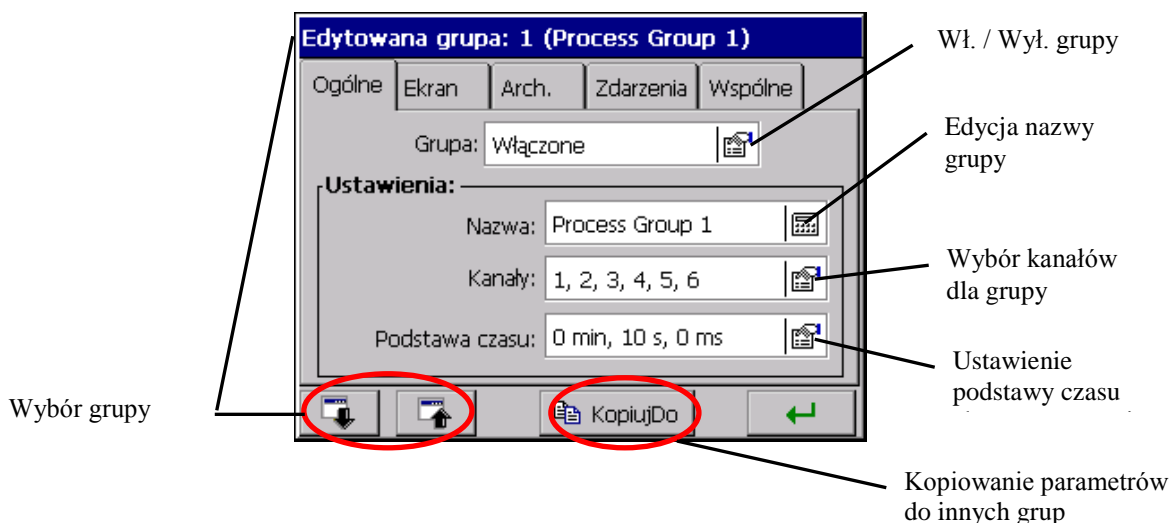 Edytowana grupa: 1 (Process Group 1)
Ogólne Ekran Arch. Zdarzenia Wspólne
Grupa: Włączone
Ustawienia:
Nazwa: Process Group 1
Kanały: 1, 2, 3, 4, 5, 6
Podstawa czasu: 0 min, 10 s, 0 ms
KopiujDo
Wł. / Wył. grupy
Edycja nazwy
grupy
Wybór kanałów
dla grupy
Ustawienie
podstawy czasu
Wybór grupy
Kopiowanie parametrów
do innych grup